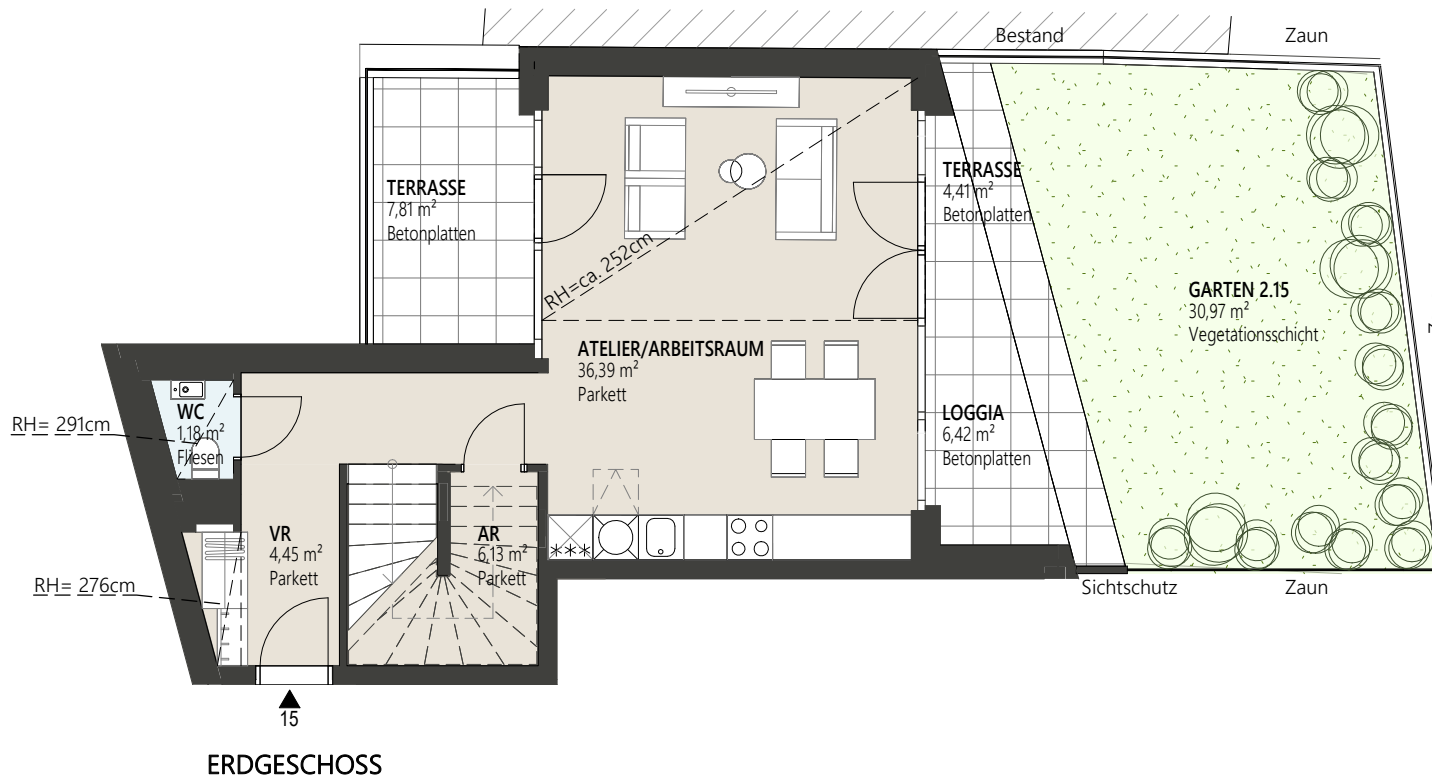 Bestand
Zaun
TERRASSE
7,81 m²
Betonplatten
TERRASSE
4,41 m²
Betonplatten
RH=ca. 252cm
GARTEN 2.15
30,97 m²
Vegetationsschicht
ATELIER/ARBEITSRAUM
36,39 m²
Parkett
WC
1,18 m²
Fliesen
RH= 291cm
LOGGIA
6,42 m²
Betonplatten
VR
4,45 m²
Parkett
AR
6,13 m²
Parkett
RH= 276cm
Sichtschutz
Zaun
15
ERDGESCHOSS